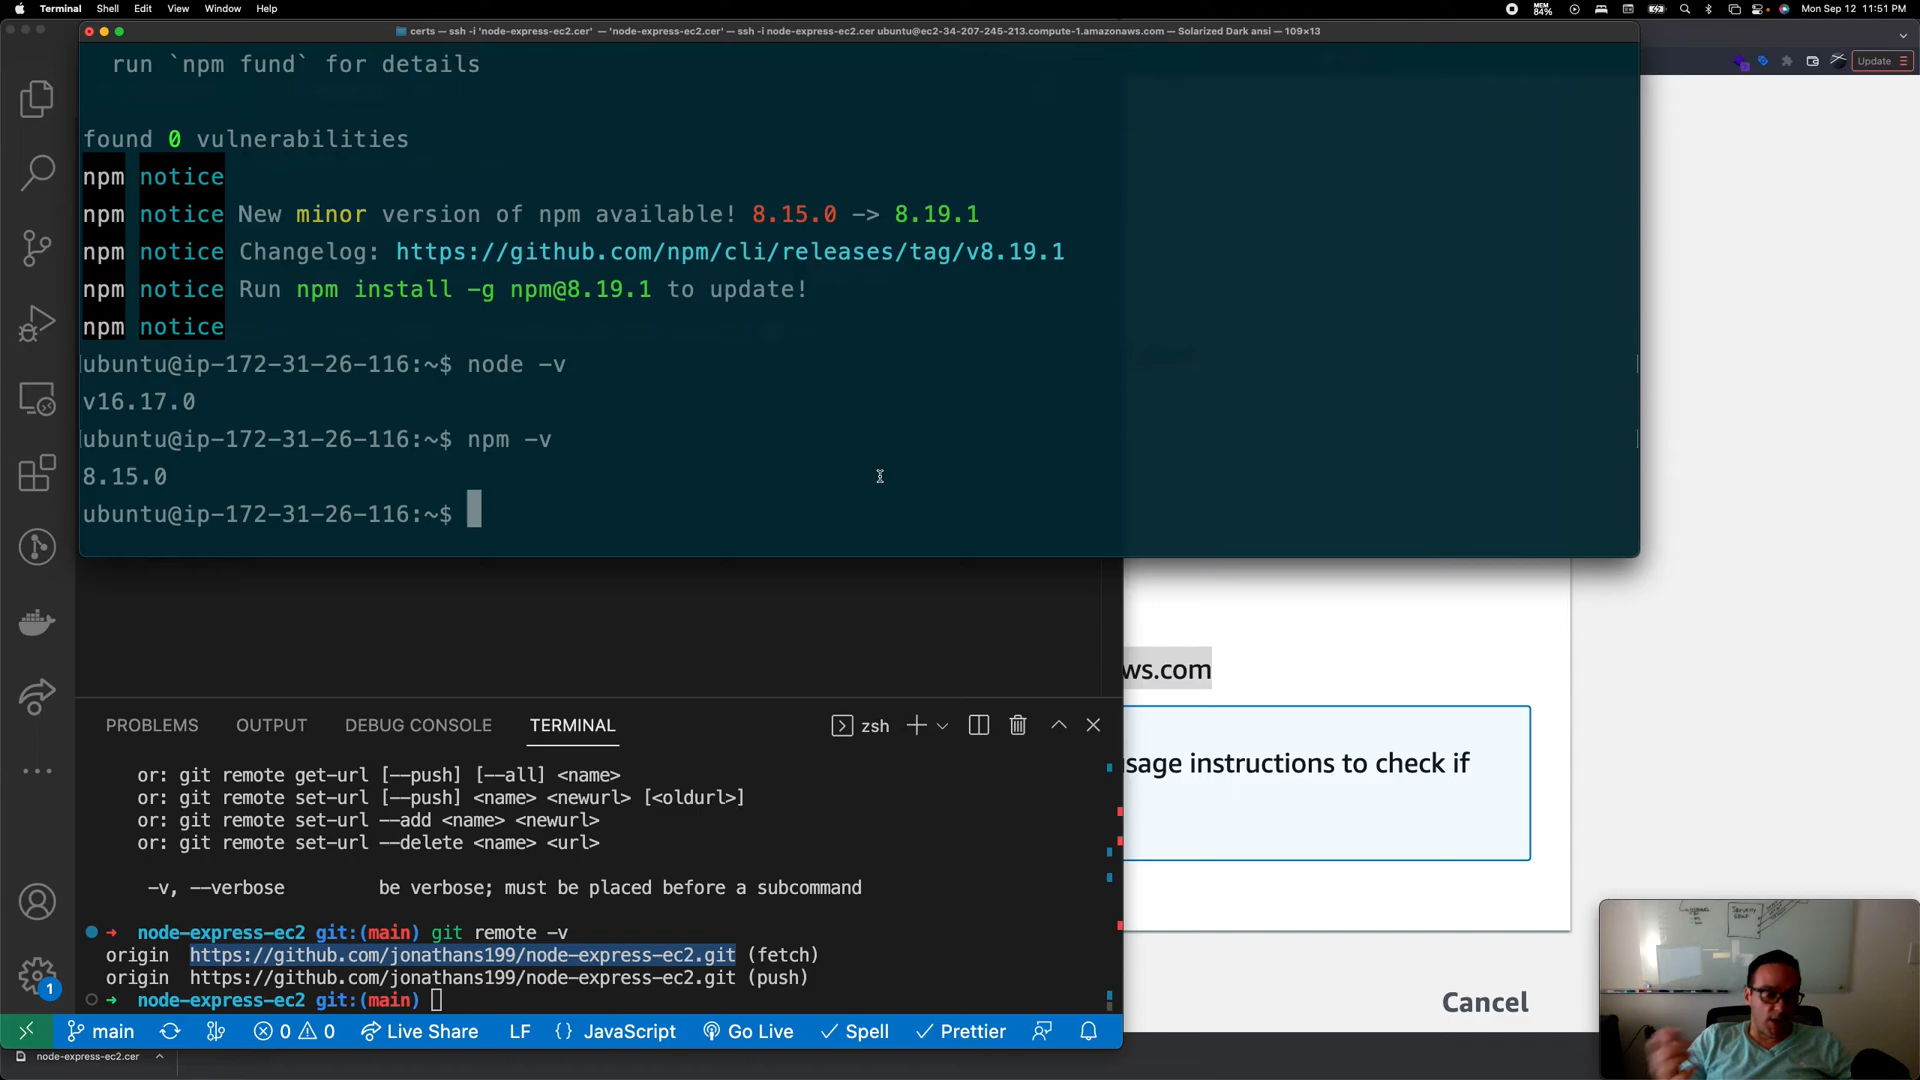 Terminal Shell Edit View Window Help
MEM 84%
Mon Sep 12 11:51 PM
certs — ssh -i 'node-express-ec2.cer' — 'node-express-ec2.cer' — ssh -i node-express-ec2.cer ubuntu@ec2-34-207-245-213.compute-1.amazonaws.com — Solarized Dark ansi — 109×13
Update
run `npm fund` for details
found 0 vulnerabilities
npm notice
npm notice New minor version of npm available! 8.15.0 -> 8.19.1
npm notice Changelog: https://github.com/npm/cli/releases/tag/v8.19.1
npm notice Run npm install -g npm@8.19.1 to update!
npm notice
ubuntu@ip-172-31-26-116:~$ node -v
v16.17.0
ubuntu@ip-172-31-26-116:~$ npm -v
8.15.0
ubuntu@ip-172-31-26-116:~$
ws.com
sage instructions to check if
PROBLEMS OUTPUT DEBUG CONSOLE TERMINAL zsh
or: git remote get-url [--push] [--all] <name>
or: git remote set-url [--push] <name> <newurl> [<oldurl>]
or: git remote set-url --add <name> <newurl>
or: git remote set-url --delete <name> <url>
-v, --verbose be verbose; must be placed before a subcommand
➜ node-express-ec2 git:(main) git remote -v
origin https://github.com/jonathans199/node-express-ec2.git (fetch)
origin https://github.com/jonathans199/node-express-ec2.git (push)
➜ node-express-ec2 git:(main)
Cancel
1
main 0 0 Live Share LF {} JavaScript Go Live Spell Prettier
node-express-ec2.cer